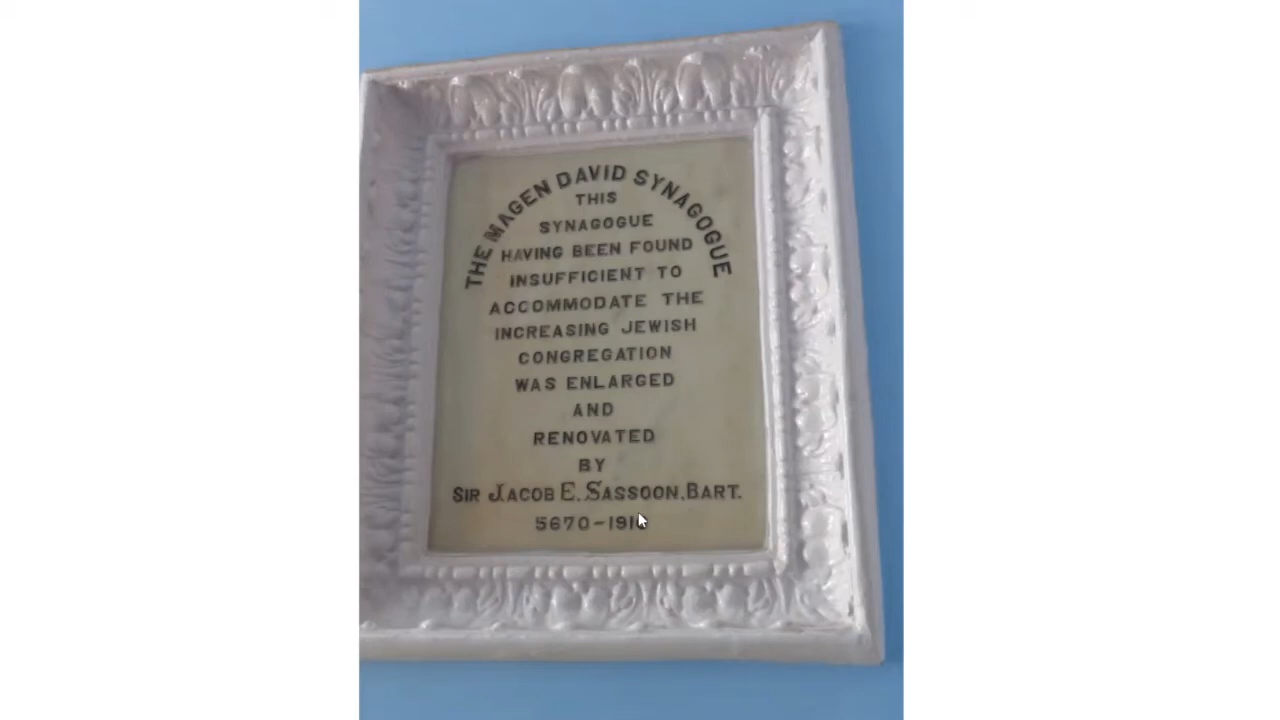 THE MAGEN DAVID SYNAGOGUE
THIS
SYNAGOGUE
HAVING BEEN FOUND
INSUFFICIENT TO
ACCOMMODATE THE
INCREASING JEWISH
CONGREGATION
WAS ENLARGED
AND
RENOVATED
BY
SIR JACOB E. SASSOON, BART.
5670-1910